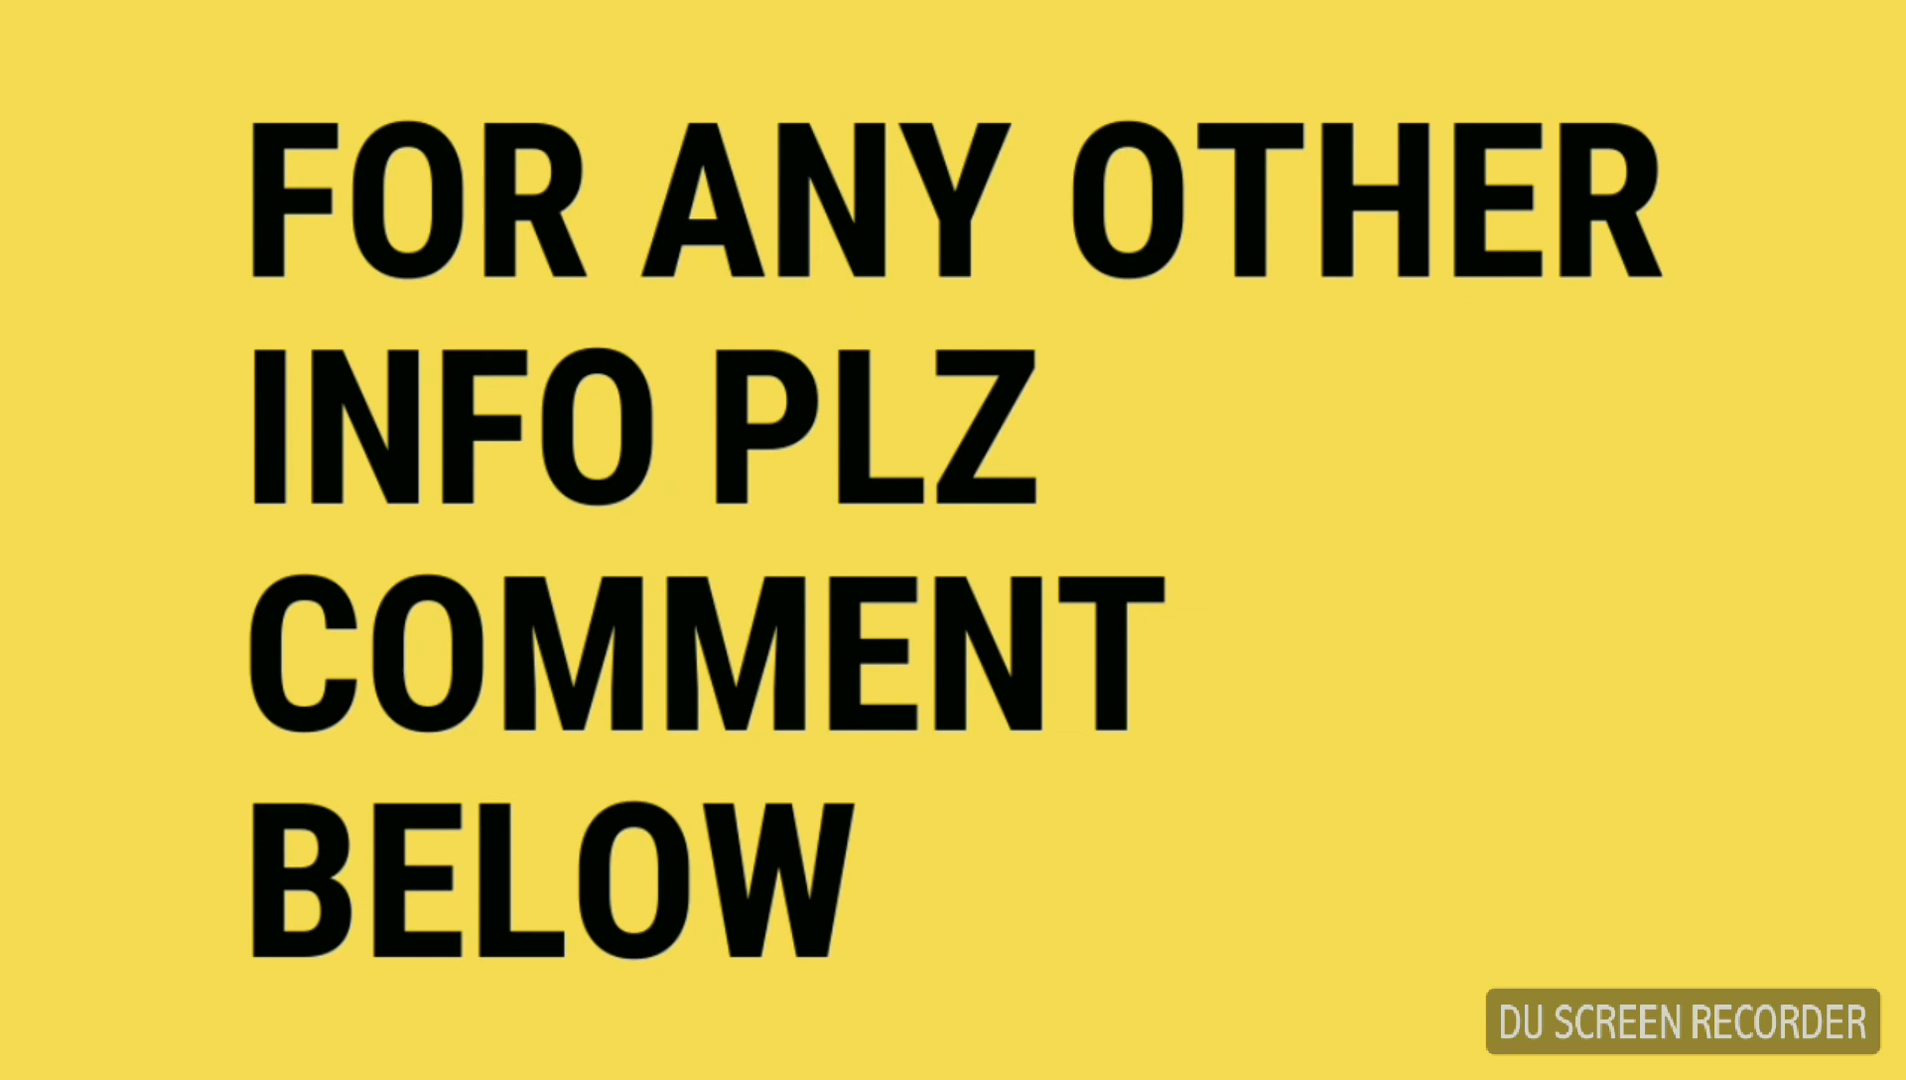 FOR ANY OTHER
INFO PLZ
COMMENT
BELOW
DU SCREEN RECORDER